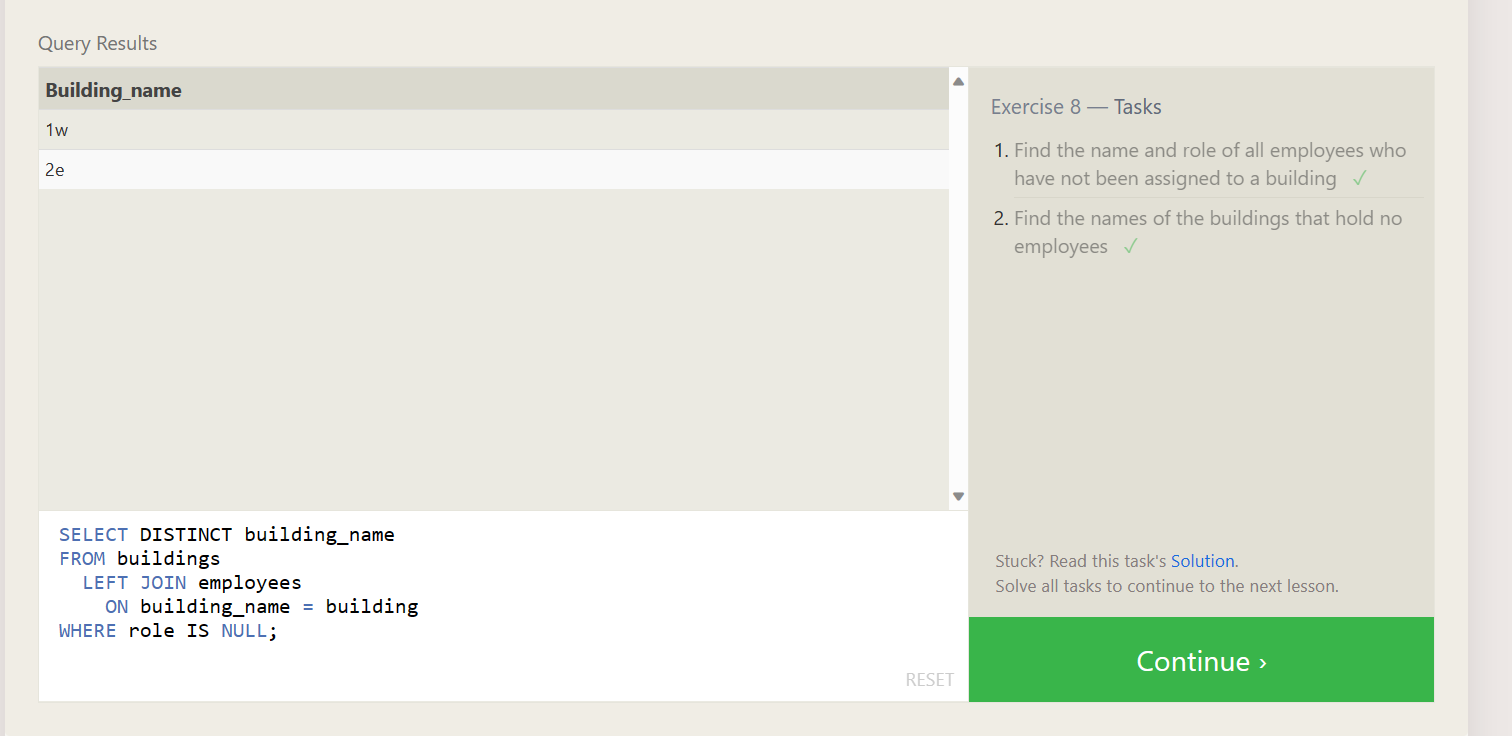 Query Results
Building_name
1w
2e
SELECT DISTINCT building_name
FROM buildings
  LEFT JOIN employees
    ON building_name = building
WHERE role IS NULL;
RESET
Exercise 8 — Tasks
1. Find the name and role of all employees who
have not been assigned to a building ✓
2. Find the names of the buildings that hold no
employees ✓
Stuck? Read this task's Solution.
Solve all tasks to continue to the next lesson.
Continue ›